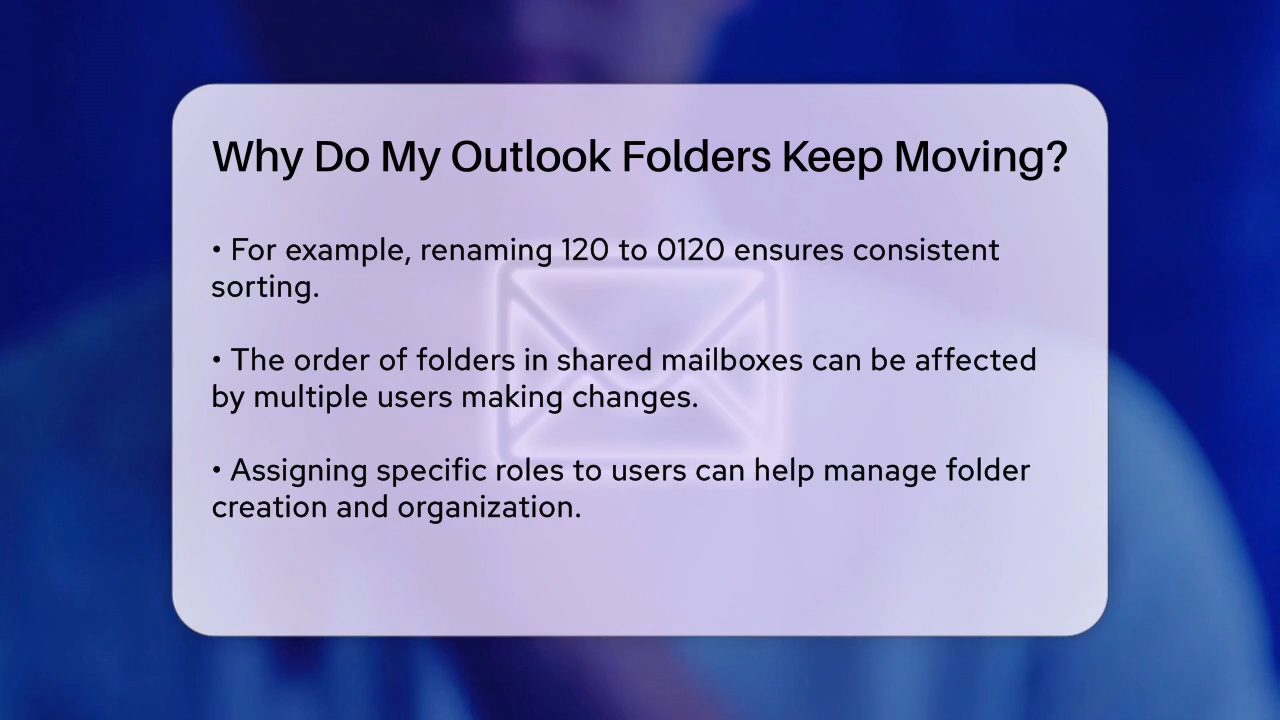 Why Do My Outlook Folders Keep Moving?
• For example, renaming 120 to 0120 ensures consistent
sorting.
• The order of folders in shared mailboxes can be affected
by multiple users making changes.
• Assigning specific roles to users can help manage folder
creation and organization.